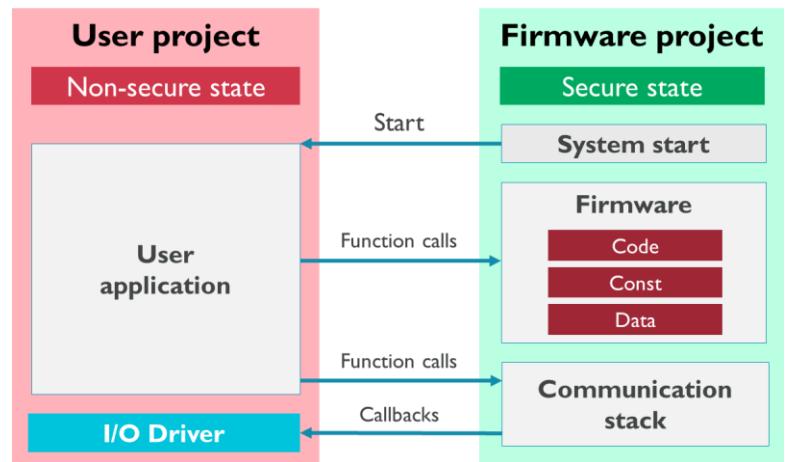 User project
Non-secure state
User
application
I/O Driver
Start
Function calls
Function calls
Callbacks
Firmware project
Secure state
System start
Firmware
Code
Const
Data
Communication
stack